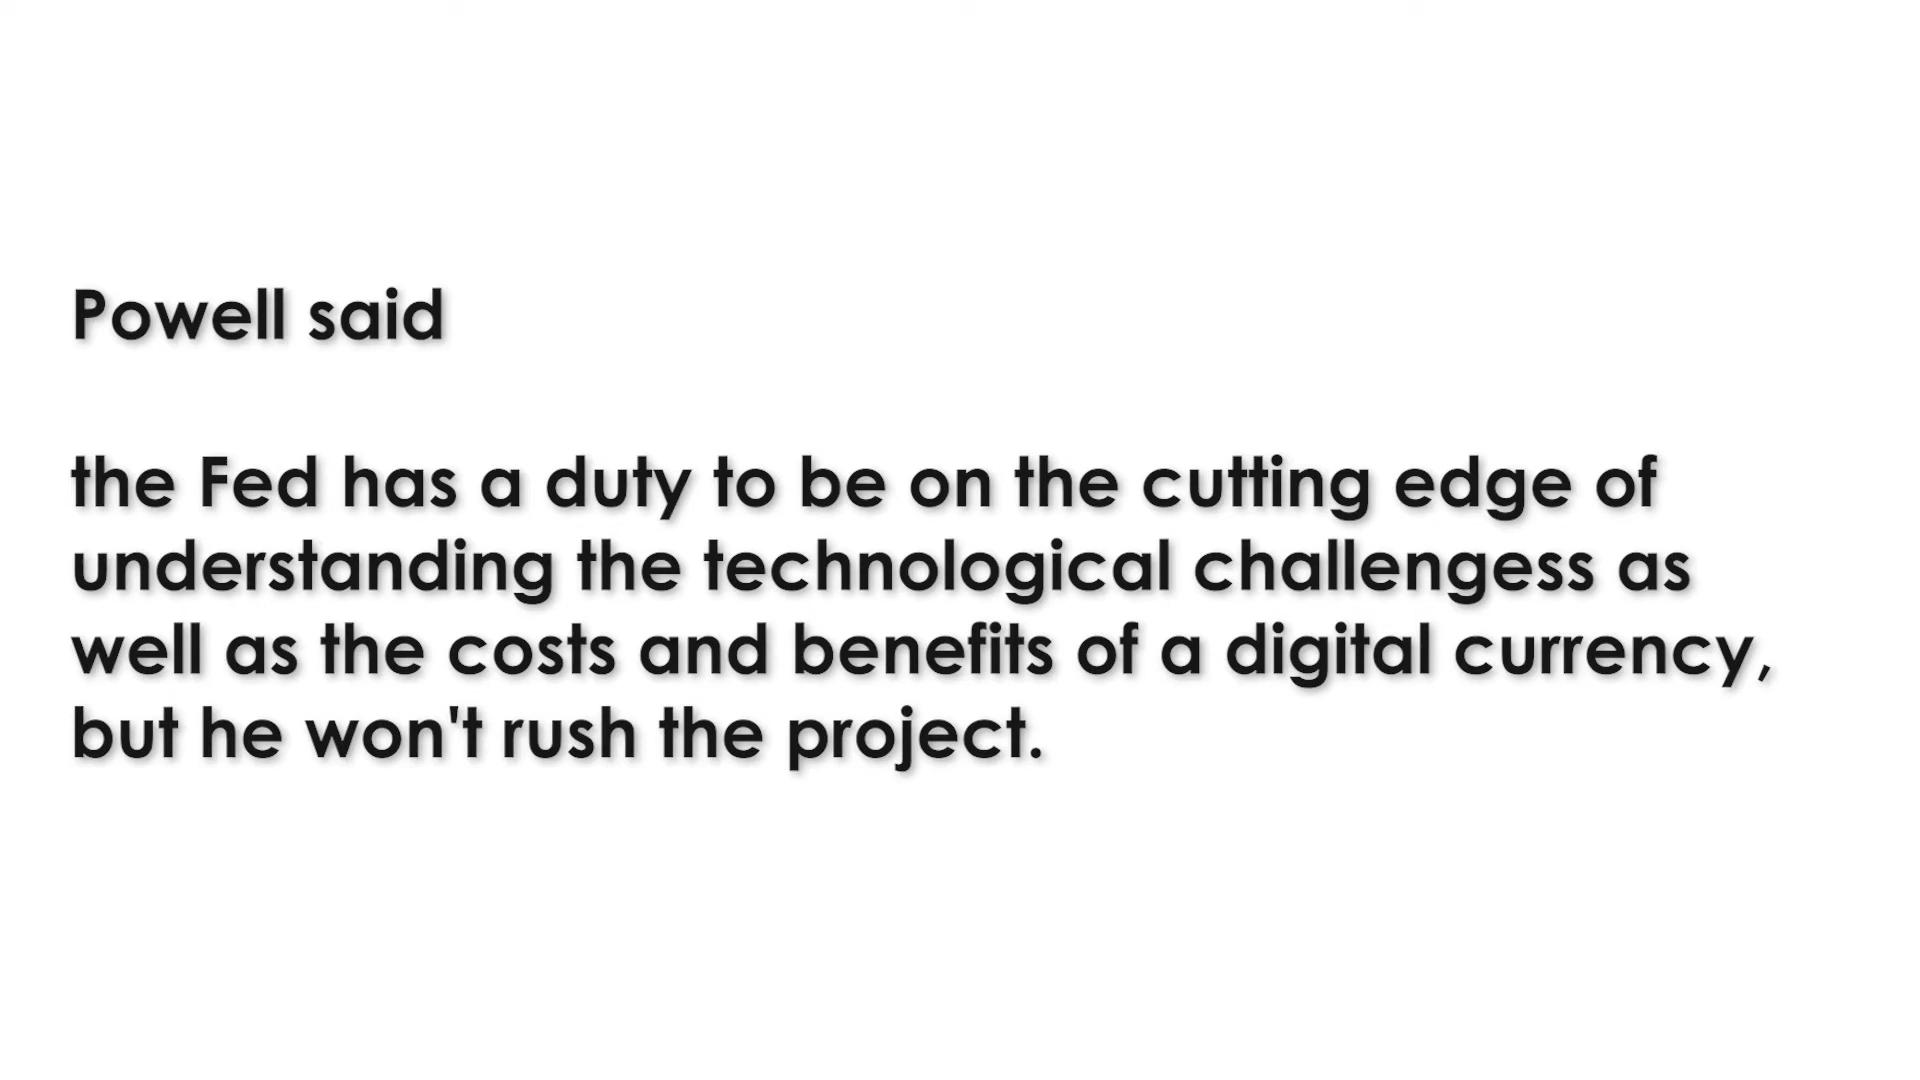 Powell said
the Fed has a duty to be on the cutting edge of
understanding the technological challengess as
well as the costs and benefits of a digital currency,
but he won't rush the project.